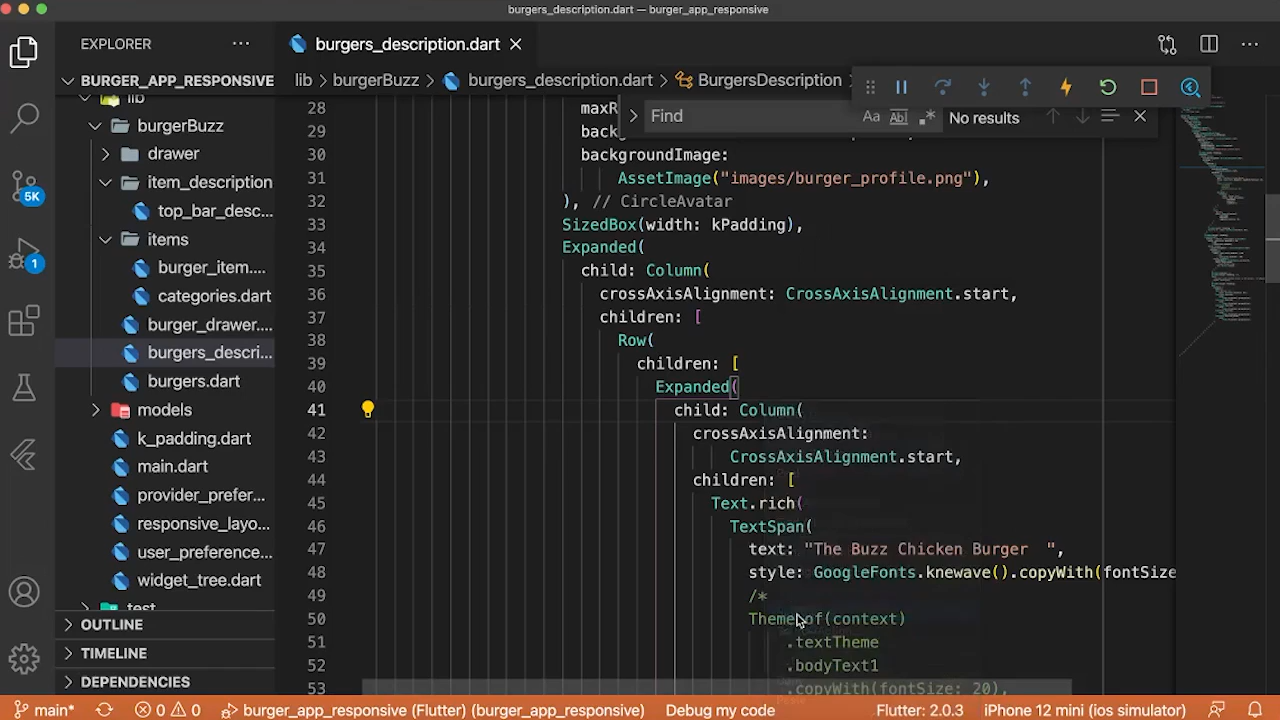 burgers_description.dart — burger_app_responsive
EXPLORER
burgers_description.dart
BURGER_APP_RESPONSIVE
lib > burgerBuzz > burgers_description.dart > BurgersDescription
Find
Aa
Ab
No results
lib
burgerBuzz
drawer
item_description
top_bar_desc...
items
burger_item....
categories.dart
burger_drawer....
burgers_descri...
burgers.dart
models
k_padding.dart
main.dart
provider_prefer...
responsive_layo...
user_preference...
widget_tree.dart
test
OUTLINE
TIMELINE
DEPENDENCIES
5K
1
28 maxR
29 bac
30 backgroundImage:
31 AssetImage("images/burger_profile.png"),
32 ), // CircleAvatar
33 SizedBox(width: kPadding),
34 Expanded(
35 child: Column(
36 crossAxisAlignment: CrossAxisAlignment.start,
37 children: [
38 Row(
39 children: [
40 Expanded(
41 child: Column(
42 crossAxisAlignment:
43 CrossAxisAlignment.start,
44 children: [
45 Text.rich(
46 TextSpan(
47 text: "The Buzz Chicken Burger  ",
48 style: GoogleFonts.knewave().copyWith(fontSize
49 /*
50 Theme.of(context)
51 .textTheme
52 .bodyText1
53 .copyWith(fontSize: 20),
main* 0 0 burger_app_responsive (Flutter) (burger_app_responsive) Debug my code Flutter: 2.0.3 iPhone 12 mini (ios simulator)